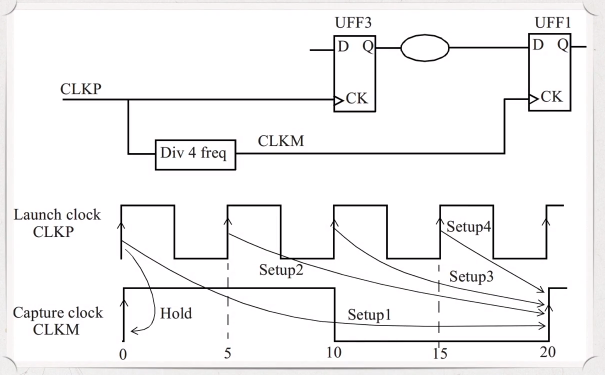 UFF3
UFF1
D Q
D Q
CLKP
CK
CK
CLKM
Div 4 freq
Launch clock
CLKP
Setup4
Setup2
Setup3
Capture clock
CLKM
Hold
Setup1
0 5 10 15 20